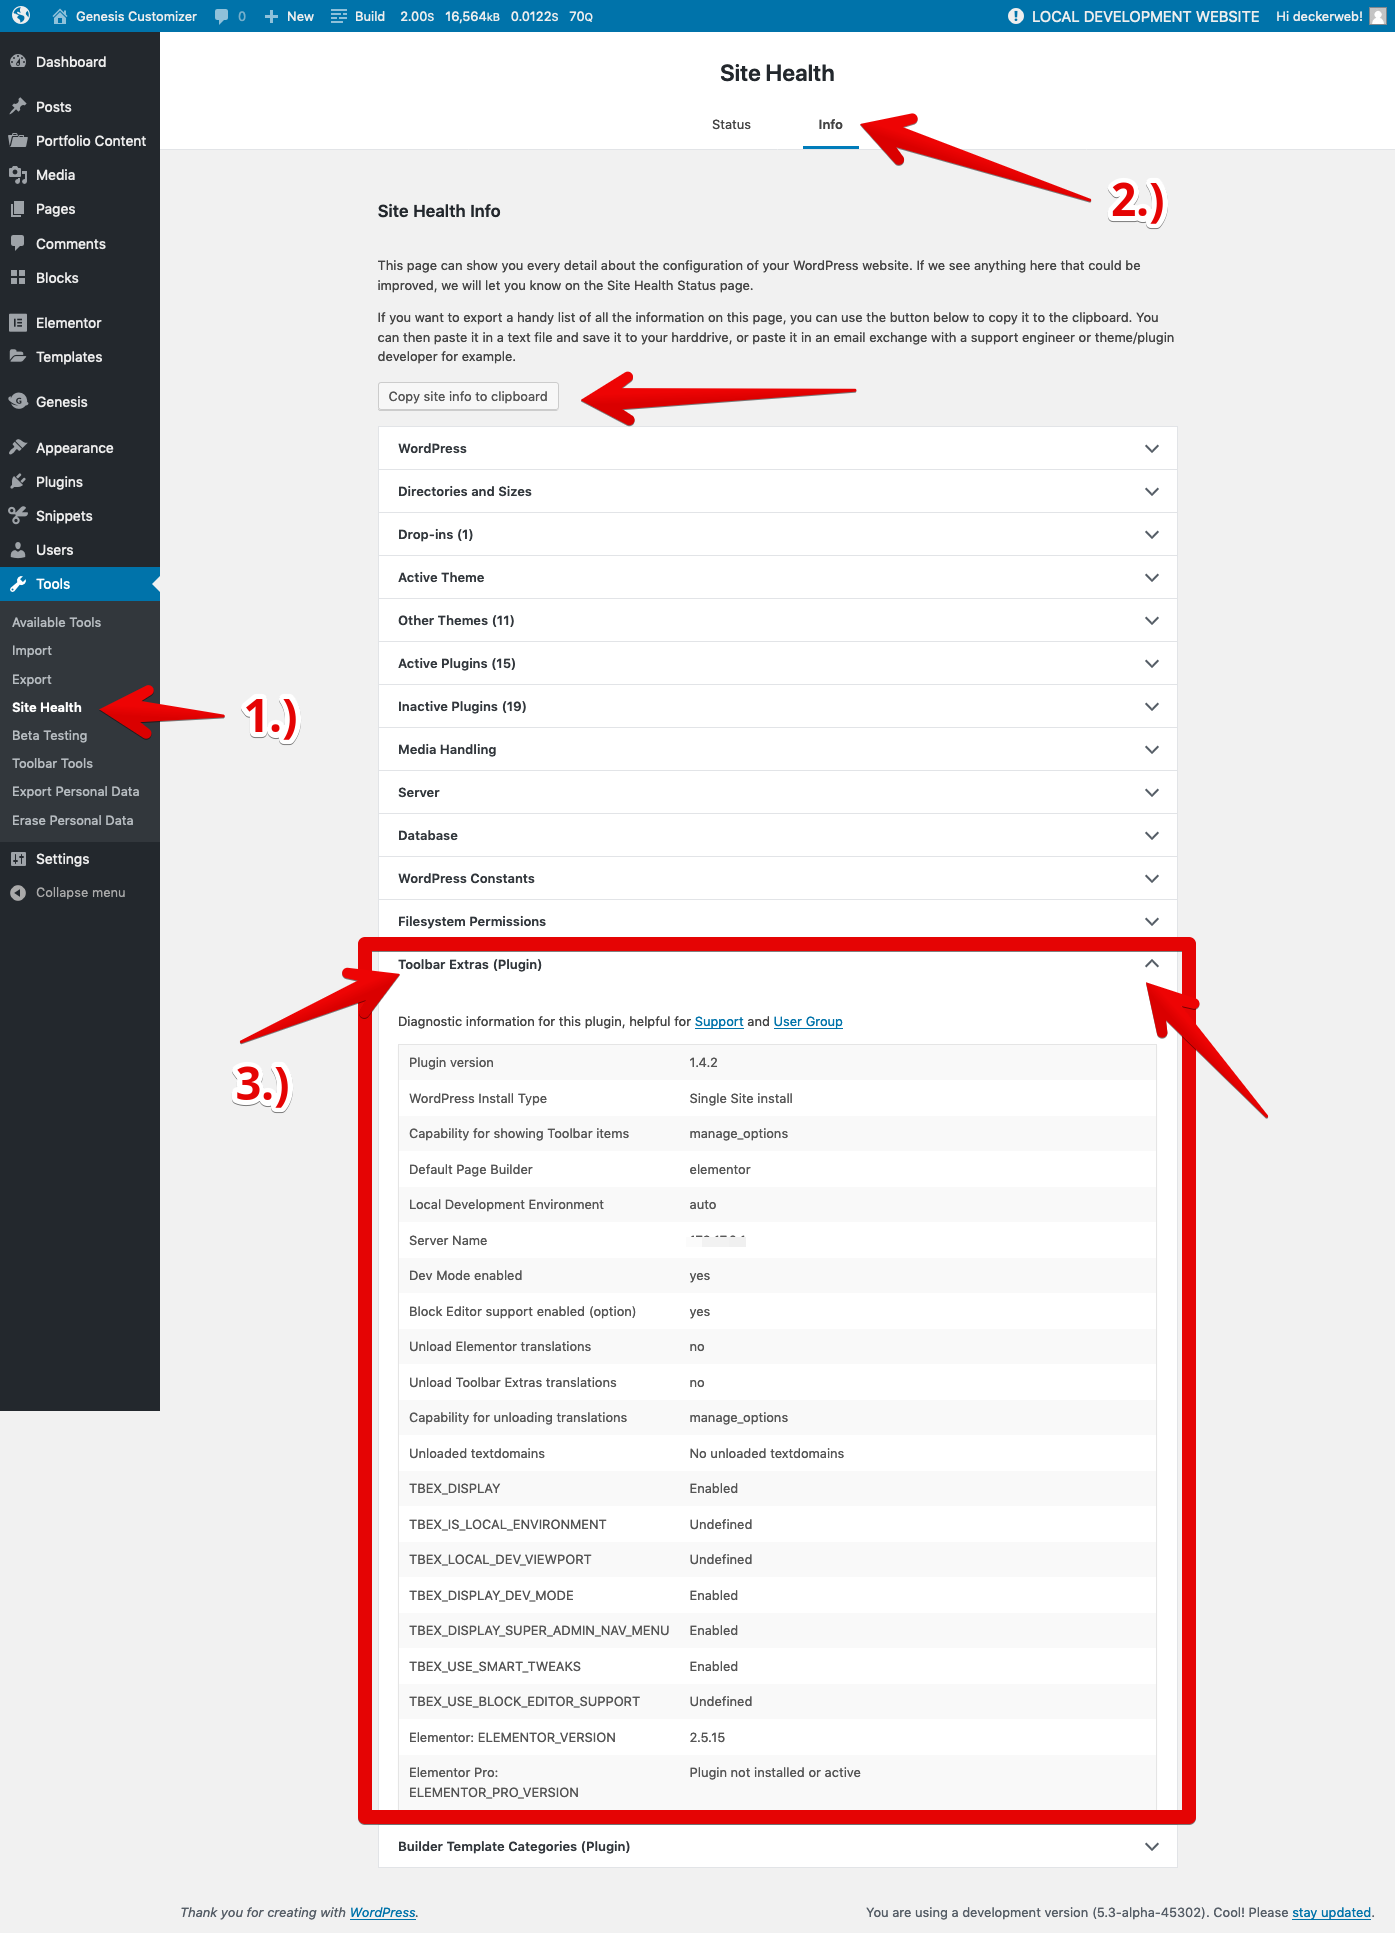 Genesis Customizer 0 New Build 2.00S 16,564KB 0.0122S 70Q LOCAL DEVELOPMENT WEBSITE Hi deckerweb!
Dashboard
Posts
Portfolio Content
Media
Pages
Comments
Blocks
Elementor
Templates
Genesis
Appearance
Plugins
Snippets
Users
Tools
Available Tools
Import
Export
Site Health
Beta Testing
Toolbar Tools
Export Personal Data
Erase Personal Data
Settings
Collapse menu
1.)
Site Health
Status Info
2.)
Site Health Info
This page can show you every detail about the configuration of your WordPress website. If we see anything here that could be
improved, we will let you know on the Site Health Status page.
If you want to export a handy list of all the information on this page, you can use the button below to copy it to the clipboard. You
can then paste it in a text file and save it to your harddrive, or paste it in an email exchange with a support engineer or theme/plugin
developer for example.
Copy site info to clipboard
WordPress
Directories and Sizes
Drop-ins (1)
Active Theme
Other Themes (11)
Active Plugins (15)
Inactive Plugins (19)
Media Handling
Server
Database
WordPress Constants
Filesystem Permissions
Toolbar Extras (Plugin)
3.)
Diagnostic information for this plugin, helpful for Support and User Group
Plugin version 1.4.2
WordPress Install Type Single Site install
Capability for showing Toolbar items manage_options
Default Page Builder elementor
Local Development Environment auto
Server Name
Dev Mode enabled yes
Block Editor support enabled (option) yes
Unload Elementor translations no
Unload Toolbar Extras translations no
Capability for unloading translations manage_options
Unloaded textdomains No unloaded textdomains
TBEX_DISPLAY Enabled
TBEX_IS_LOCAL_ENVIRONMENT Undefined
TBEX_LOCAL_DEV_VIEWPORT Undefined
TBEX_DISPLAY_DEV_MODE Enabled
TBEX_DISPLAY_SUPER_ADMIN_NAV_MENU Enabled
TBEX_USE_SMART_TWEAKS Enabled
TBEX_USE_BLOCK_EDITOR_SUPPORT Undefined
Elementor: ELEMENTOR_VERSION 2.5.15
Elementor Pro: Plugin not installed or active
ELEMENTOR_PRO_VERSION
Builder Template Categories (Plugin)
Thank you for creating with WordPress. You are using a development version (5.3-alpha-45302). Cool! Please stay updated.